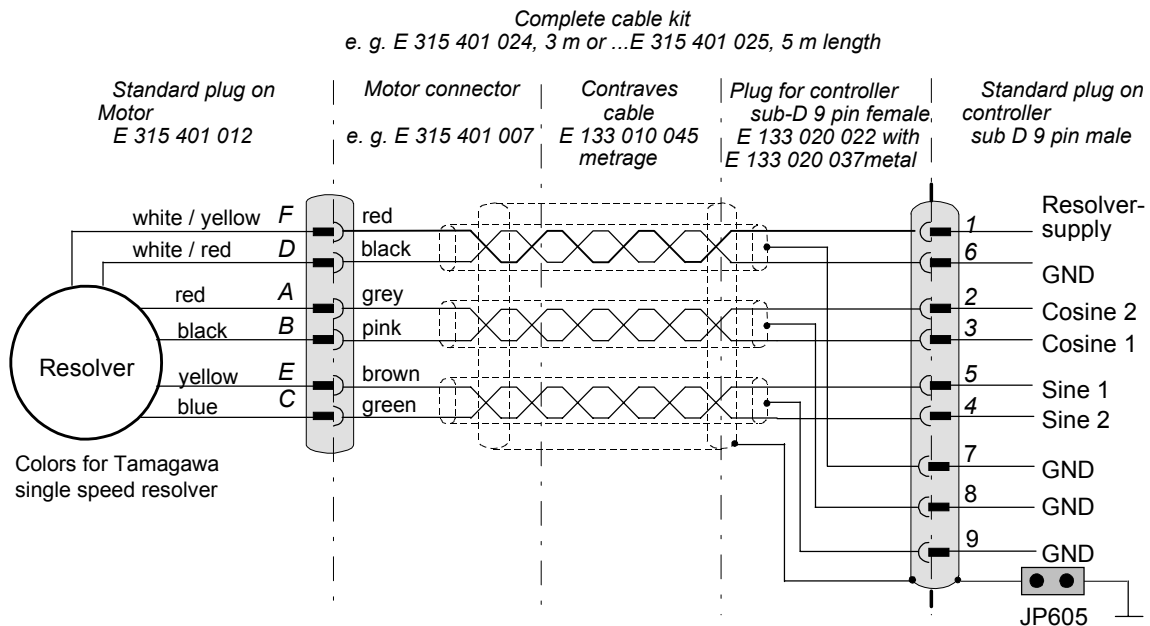 Complete cable kit
e. g. E 315 401 024, 3 m or ...E 315 401 025, 5 m length
Standard plug on
Motor
E 315 401 012
Motor connector
e. g. E 315 401 007
Contraves
cable
E 133 010 045
metrage
Plug for controller
sub-D 9 pin female
E 133 020 022 with
E 133 020 037metal
Standard plug on
controller
sub D 9 pin male
white / yellow F red
white / red D black
red A grey
black B pink
yellow E brown
blue C green
Resolver
Colors for Tamagawa
single speed resolver
1 Resolver-
supply
6 GND
2 Cosine 2
3 Cosine 1
5 Sine 1
4 Sine 2
7 GND
8 GND
9 GND
JP605